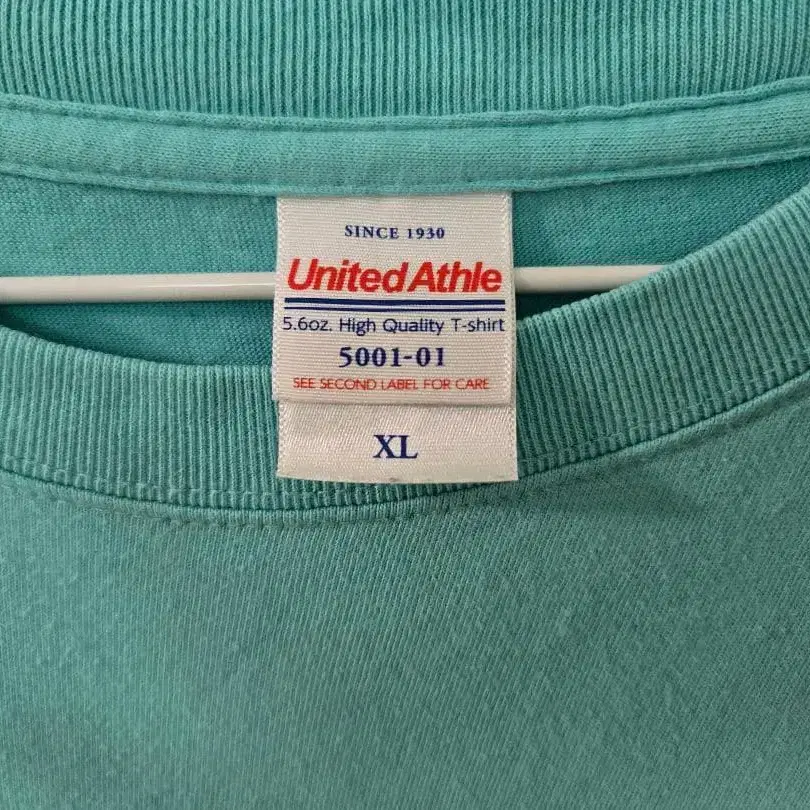 SINCE 1930
United Athle
5.6oz. High Quality T-shirt
5001-01
SEE SECOND LABEL FOR CARE
XL